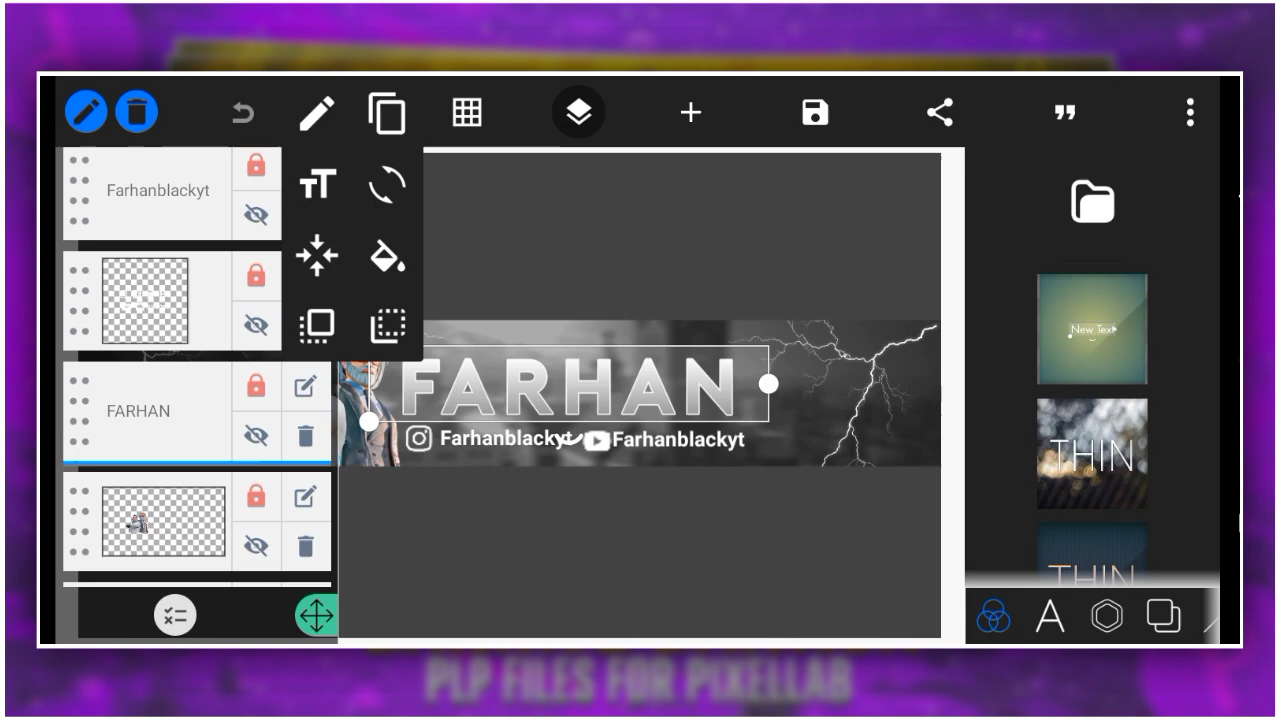 Farhanblackyt
New Text
FARHAN
FARHAN
Farhanblackyt
Farhanblackyt
THIN
THIN
PLP FILES FOR PIXELLAB